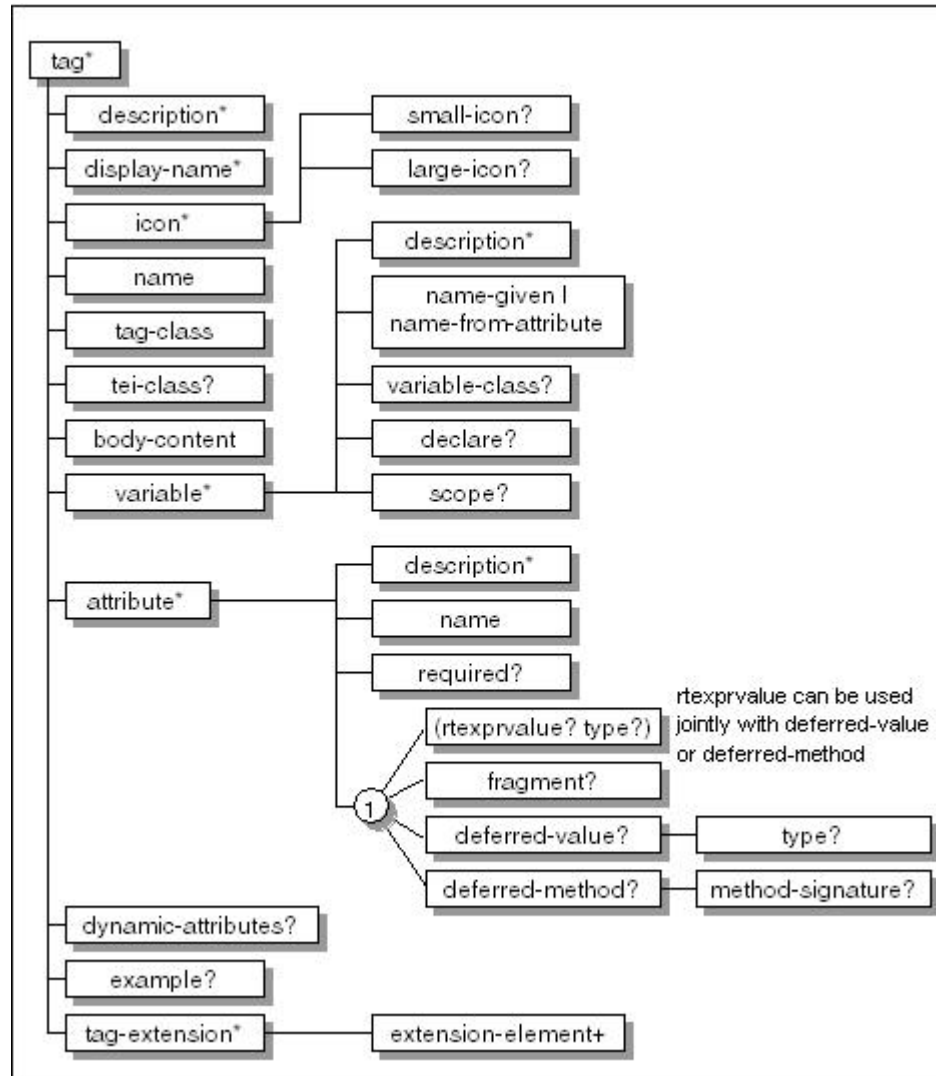 tag*
description*
display-name*
icon*
small-icon?
large-icon?
name
tag-class
tei-class?
body-content
variable*
description*
name-given |
name-from-attribute
variable-class?
declare?
scope?
attribute*
description*
name
required?
(rtexprvalue? type?)
rtexprvalue can be used
jointly with deferred-value
or deferred-method
1
fragment?
deferred-value?
type?
deferred-method?
method-signature?
dynamic-attributes?
example?
tag-extension*
extension-element+